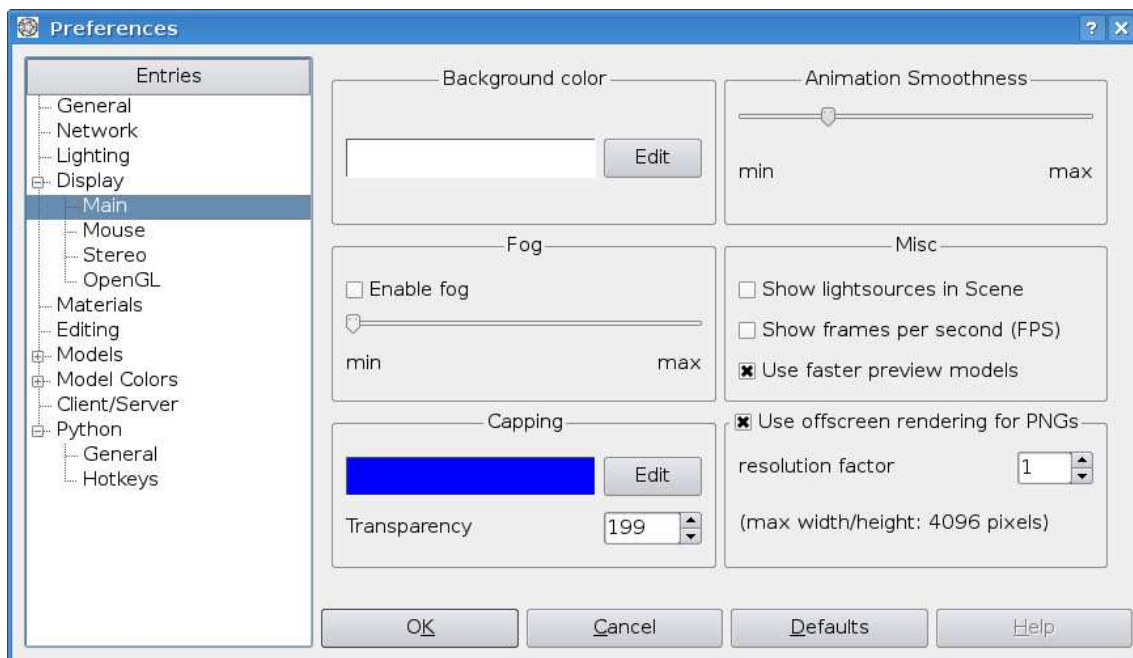 Preferences
Entries
General
Network
Lighting
Display
Main
Mouse
Stereo
OpenGL
Materials
Editing
Models
Model Colors
Client/Server
Python
General
Hotkeys
Background color
Edit
Animation Smoothness
min max
Fog
Enable fog
min max
Misc
Show lightsources in Scene
Show frames per second (FPS)
Use faster preview models
Capping
Edit
Transparency 199
Use offscreen rendering for PNGs
resolution factor 1
(max width/height: 4096 pixels)
OK Cancel Defaults Help